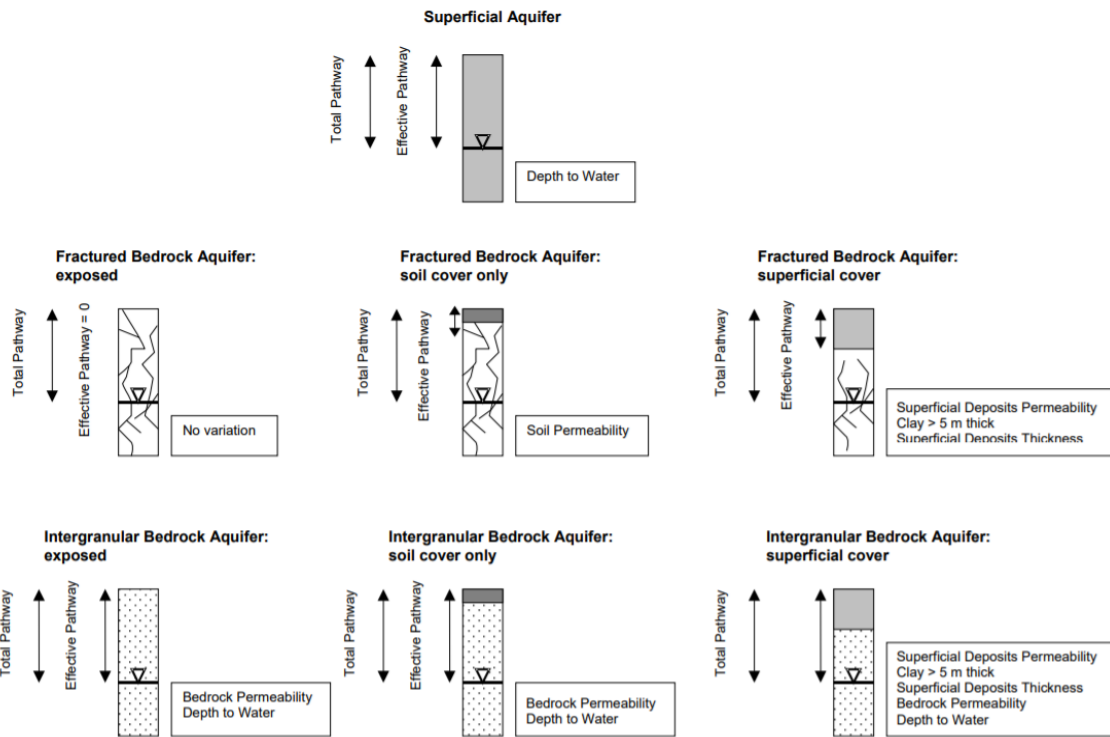 Superficial Aquifer
Total Pathway
Effective Pathway
Depth to Water
Fractured Bedrock Aquifer:
exposed
Total Pathway
Effective Pathway = 0
No variation
Fractured Bedrock Aquifer:
soil cover only
Total Pathway
Effective Pathway
Soil Permeability
Fractured Bedrock Aquifer:
superficial cover
Total Pathway
Effective Pathway
Superficial Deposits Permeability
Clay > 5 m thick
Superficial Deposits Thickness
Intergranular Bedrock Aquifer:
exposed
Total Pathway
Effective Pathway
Bedrock Permeability
Depth to Water
Intergranular Bedrock Aquifer:
soil cover only
Total Pathway
Effective Pathway
Bedrock Permeability
Depth to Water
Intergranular Bedrock Aquifer:
superficial cover
Total Pathway
Effective Pathway
Superficial Deposits Permeability
Clay > 5 m thick
Superficial Deposits Thickness
Bedrock Permeability
Depth to Water